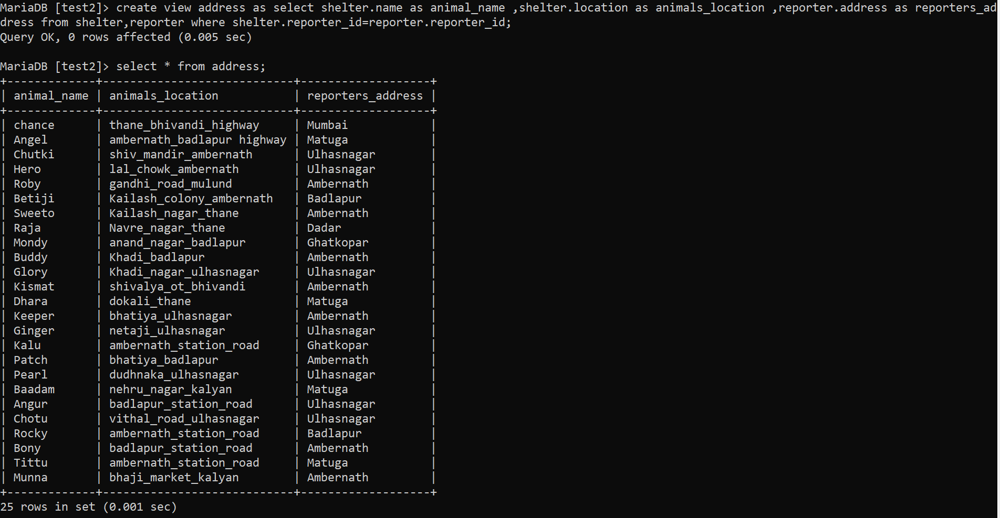 MariaDB [test2]> create view address as select shelter.name as animal_name ,shelter.location as animals_location ,reporter.address as reporters_ad
dress from shelter,reporter where shelter.reporter_id=reporter.reporter_id;
Query OK, 0 rows affected (0.005 sec)

MariaDB [test2]> select * from address;
+-------------+----------------------------+-------------------+
| animal_name | animals_location           | reporters_address |
+-------------+----------------------------+-------------------+
| chance      | thane_bhivandi_highway     | Mumbai            |
| Angel       | ambernath_badlapur highway | Matuga            |
| Chutki      | shiv_mandir_ambernath      | Ulhasnagar        |
| Hero        | lal_chowk_ambernath        | Ulhasnagar        |
| Roby        | gandhi_road_mulund         | Ambernath         |
| Betiji      | Kailash_colony_ambernath   | Badlapur          |
| Sweeto      | Kailash_nagar_thane        | Ambernath         |
| Raja        | Navre_nagar_thane          | Dadar             |
| Mondy       | anand_nagar_badlapur       | Ghatkopar         |
| Buddy       | Khadi_badlapur             | Ambernath         |
| Glory       | Khadi_nagar_ulhasnagar     | Ulhasnagar        |
| Kismat      | shivalya_ot_bhivandi       | Ambernath         |
| Dhara       | dokali_thane               | Matuga            |
| Keeper      | bhatiya_ulhasnagar         | Ambernath         |
| Ginger      | netaji_ulhasnagar          | Ulhasnagar        |
| Kalu        | ambernath_station_road     | Ghatkopar         |
| Patch       | bhatiya_badlapur           | Ambernath         |
| Pearl       | dudhnaka_ulhasnagar        | Ulhasnagar        |
| Baadam      | nehru_nagar_kalyan         | Matuga            |
| Angur       | badlapur_station_road      | Ulhasnagar        |
| Chotu       | vithal_road_ulhasnagar     | Ulhasnagar        |
| Rocky       | ambernath_station_road     | Badlapur          |
| Bony        | badlapur_station_road      | Ambernath         |
| Tittu       | ambernath_station_road     | Matuga            |
| Munna       | bhaji_market_kalyan        | Ambernath         |
+-------------+----------------------------+-------------------+
25 rows in set (0.001 sec)